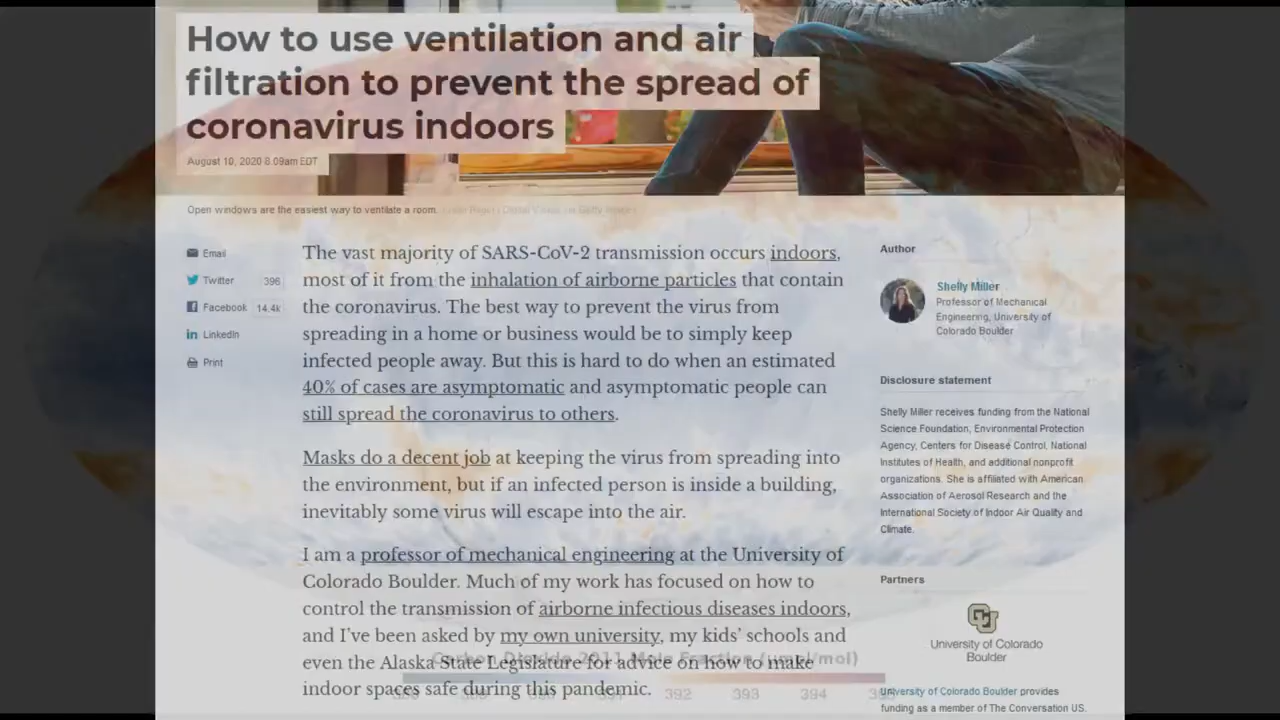 How to use ventilation and air
filtration to prevent the spread of
coronavirus indoors
August 10, 2020 8.09am EDT
Open windows are the easiest way to ventilate a room.
Email
Twitter 396
Facebook 14.4k
LinkedIn
Print
The vast majority of SARS-CoV-2 transmission occurs indoors,
most of it from the inhalation of airborne particles that contain
the coronavirus. The best way to prevent the virus from
spreading in a home or business would be to simply keep
infected people away. But this is hard to do when an estimated
40% of cases are asymptomatic and asymptomatic people can
still spread the coronavirus to others.
Masks do a decent job at keeping the virus from spreading into
the environment, but if an infected person is inside a building,
inevitably some virus will escape into the air.
I am a professor of mechanical engineering at the University of
Colorado Boulder. Much of my work has focused on how to
control the transmission of airborne infectious diseases indoors,
and I've been asked by my own university, my kids' schools and
even the Alaska State Legislature for advice on how to make
indoor spaces safe during this pandemic.
Carbon Dioxide 2011 Mole Fraction (umol/mol)
392 393 394
Author
Shelly Miller
Professor of Mechanical
Engineering, University of
Colorado Boulder
Disclosure statement
Shelly Miller receives funding from the National
Science Foundation, Environmental Protection
Agency, Centers for Disease Control, National
Institutes of Health, and additional nonprofit
organizations. She is affiliated with American
Association of Aerosol Research and the
International Society of Indoor Air Quality and
Climate.
Partners
CU
University of Colorado
Boulder
University of Colorado Boulder provides
funding as a member of The Conversation US.